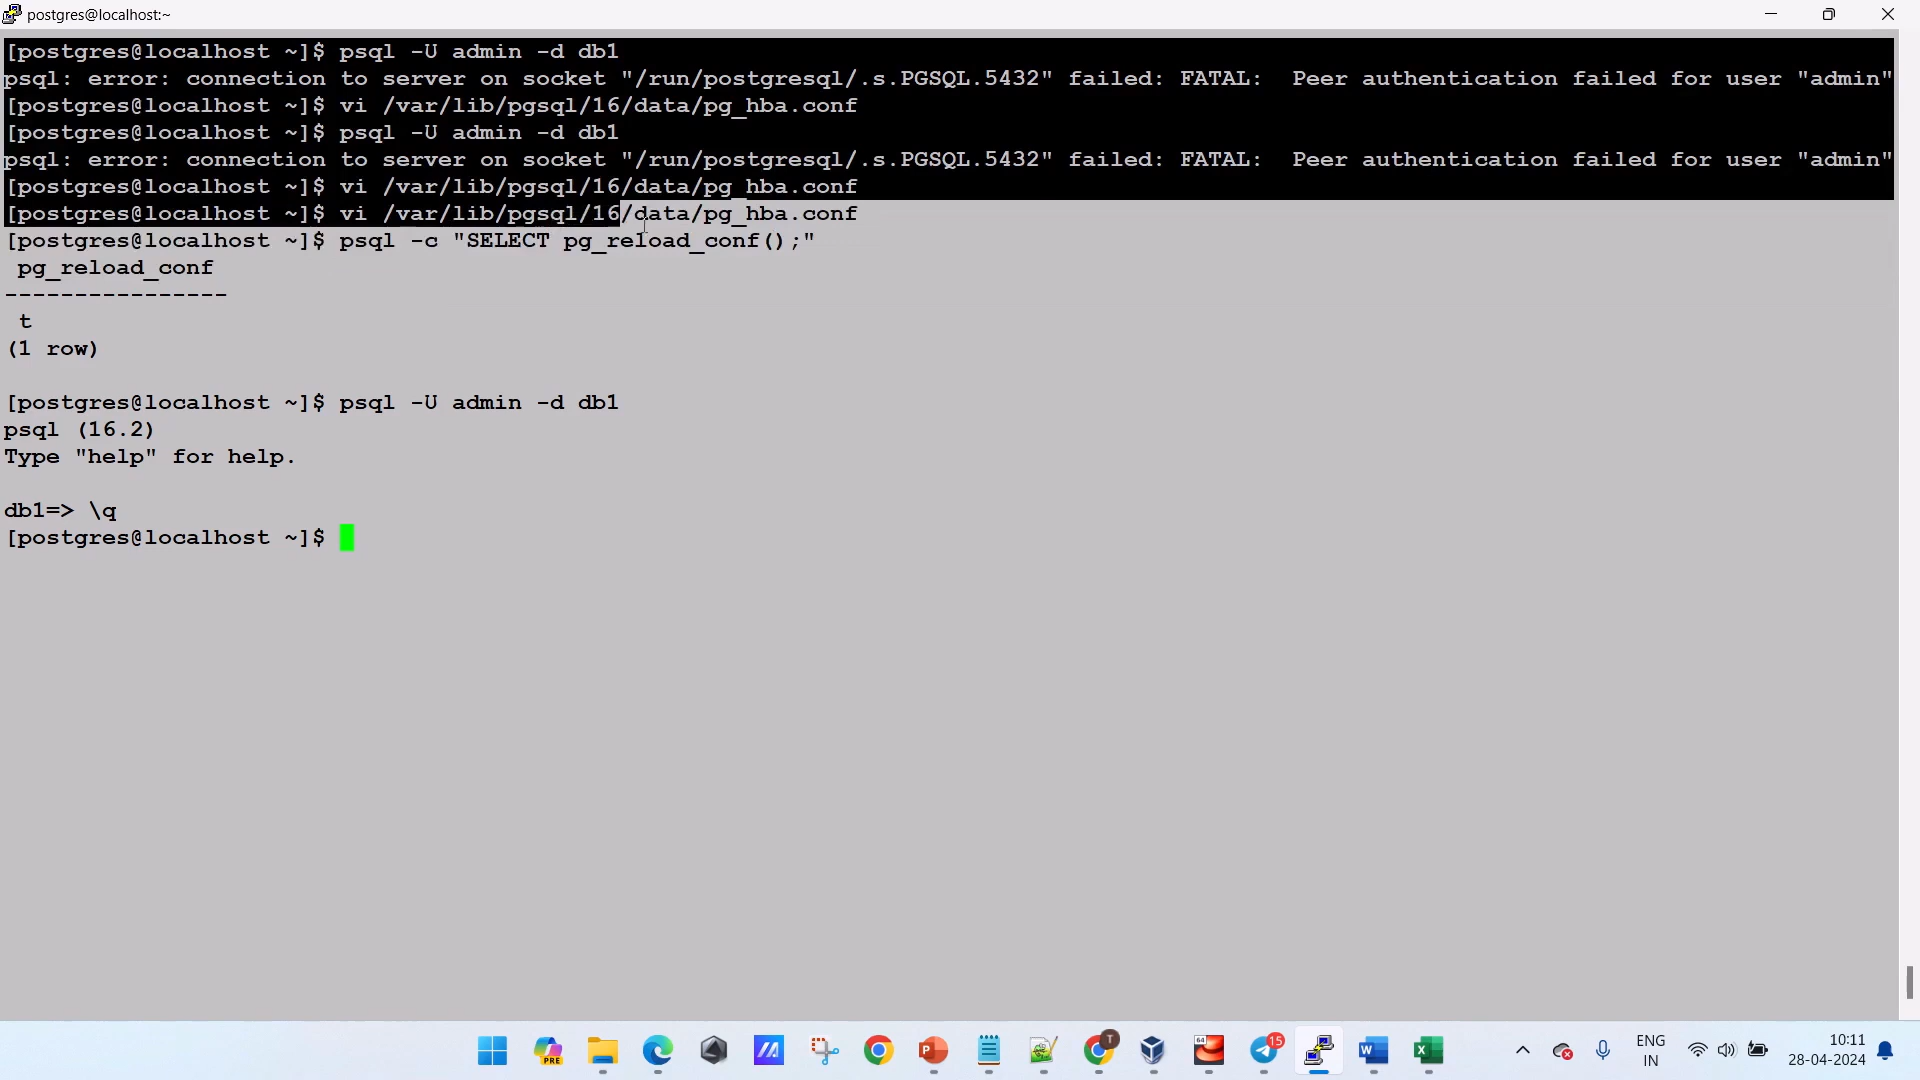 postgres@localhost:~
[postgres@localhost ~]$ psql -U admin -d db1
psql: error: connection to server on socket "/run/postgresql/.s.PGSQL.5432" failed: FATAL:  Peer authentication failed for user "admin"
[postgres@localhost ~]$ vi /var/lib/pgsql/16/data/pg_hba.conf
[postgres@localhost ~]$ psql -U admin -d db1
psql: error: connection to server on socket "/run/postgresql/.s.PGSQL.5432" failed: FATAL:  Peer authentication failed for user "admin"
[postgres@localhost ~]$ vi /var/lib/pgsql/16/data/pg_hba.conf
[postgres@localhost ~]$ vi /var/lib/pgsql/16/data/pg_hba.conf
[postgres@localhost ~]$ psql -c "SELECT pg_reload_conf();"
 pg_reload_conf
----------------
 t
(1 row)
[postgres@localhost ~]$ psql -U admin -d db1
psql (16.2)
Type "help" for help.
db1=> \q
[postgres@localhost ~]$
PRE
P
T
64
15
W
X
ENG
IN
10:11
28-04-2024